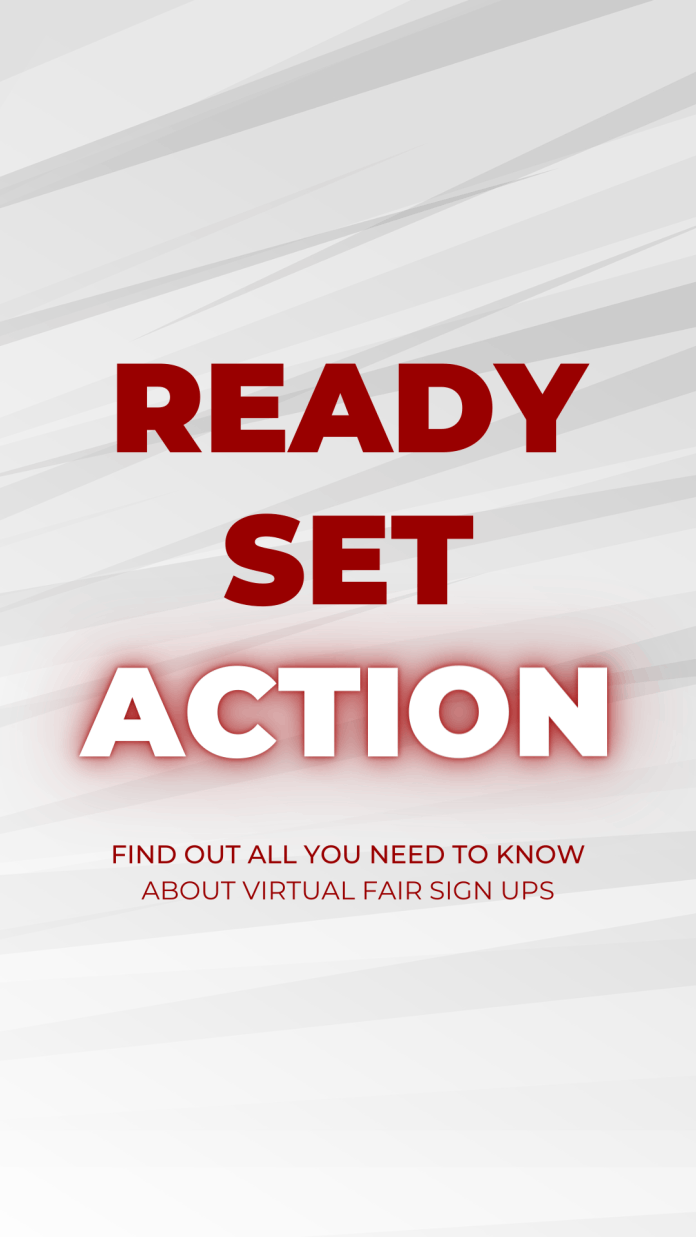 READY
SET
ACTION
FIND OUT ALL YOU NEED TO KNOW
ABOUT VIRTUAL FAIR SIGN UPS